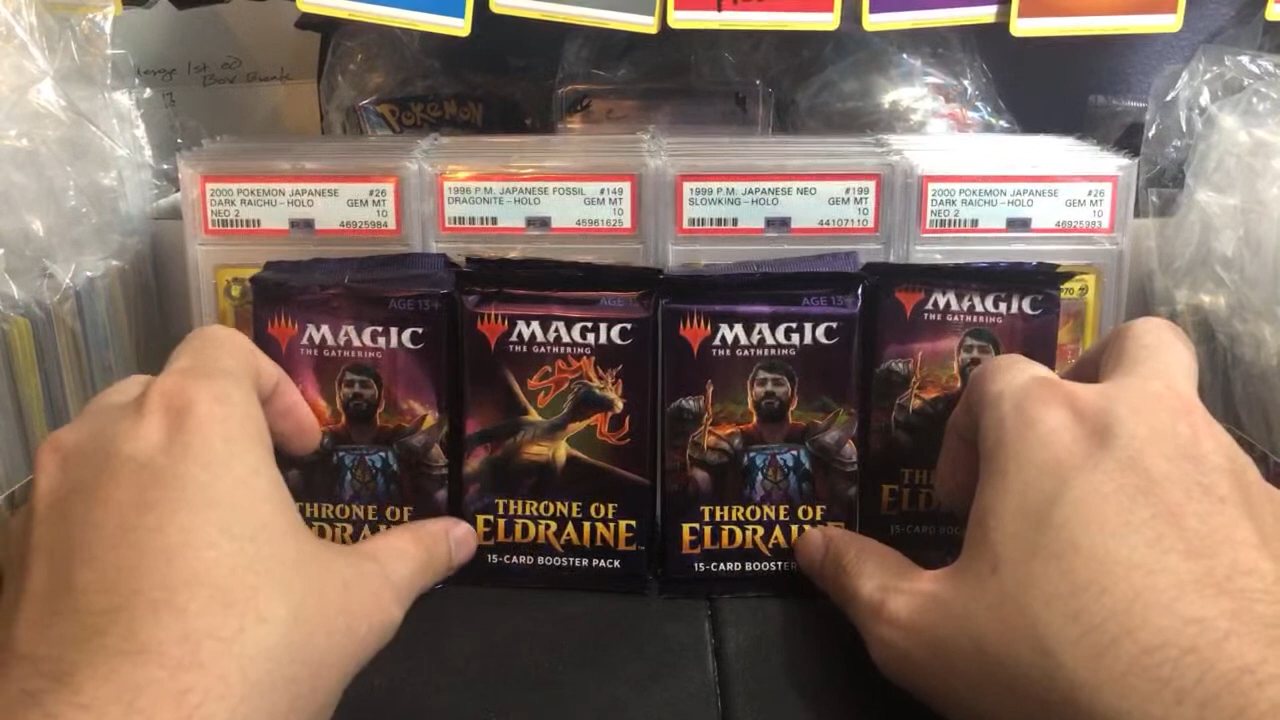 Box Break
POKEMON
2000 POKEMON JAPANESE #26
DARK RAICHU - HOLO GEM MT
NEO 2 10
46925984
1996 P.M. JAPANESE FOSSIL #149
DRAGONITE - HOLO GEM MT
10
45961625
1999 P.M. JAPANESE NEO #199
SLOWKING - HOLO GEM MT
10
44107110
2000 POKEMON JAPANESE #26
DARK RAICHU - HOLO GEM MT
NEO 2 10
46925983
AGE 13+
MAGIC
THE GATHERING
THRONE OF
AGE
MAGIC
THE GATHERING
THRONE OF
ELDRAINE
15-CARD BOOSTER PACK
AGE 13+
MAGIC
THE GATHERING
THRONE OF
15-CARD BOOSTER
MAGIC
THE GATHERING
15-CARD